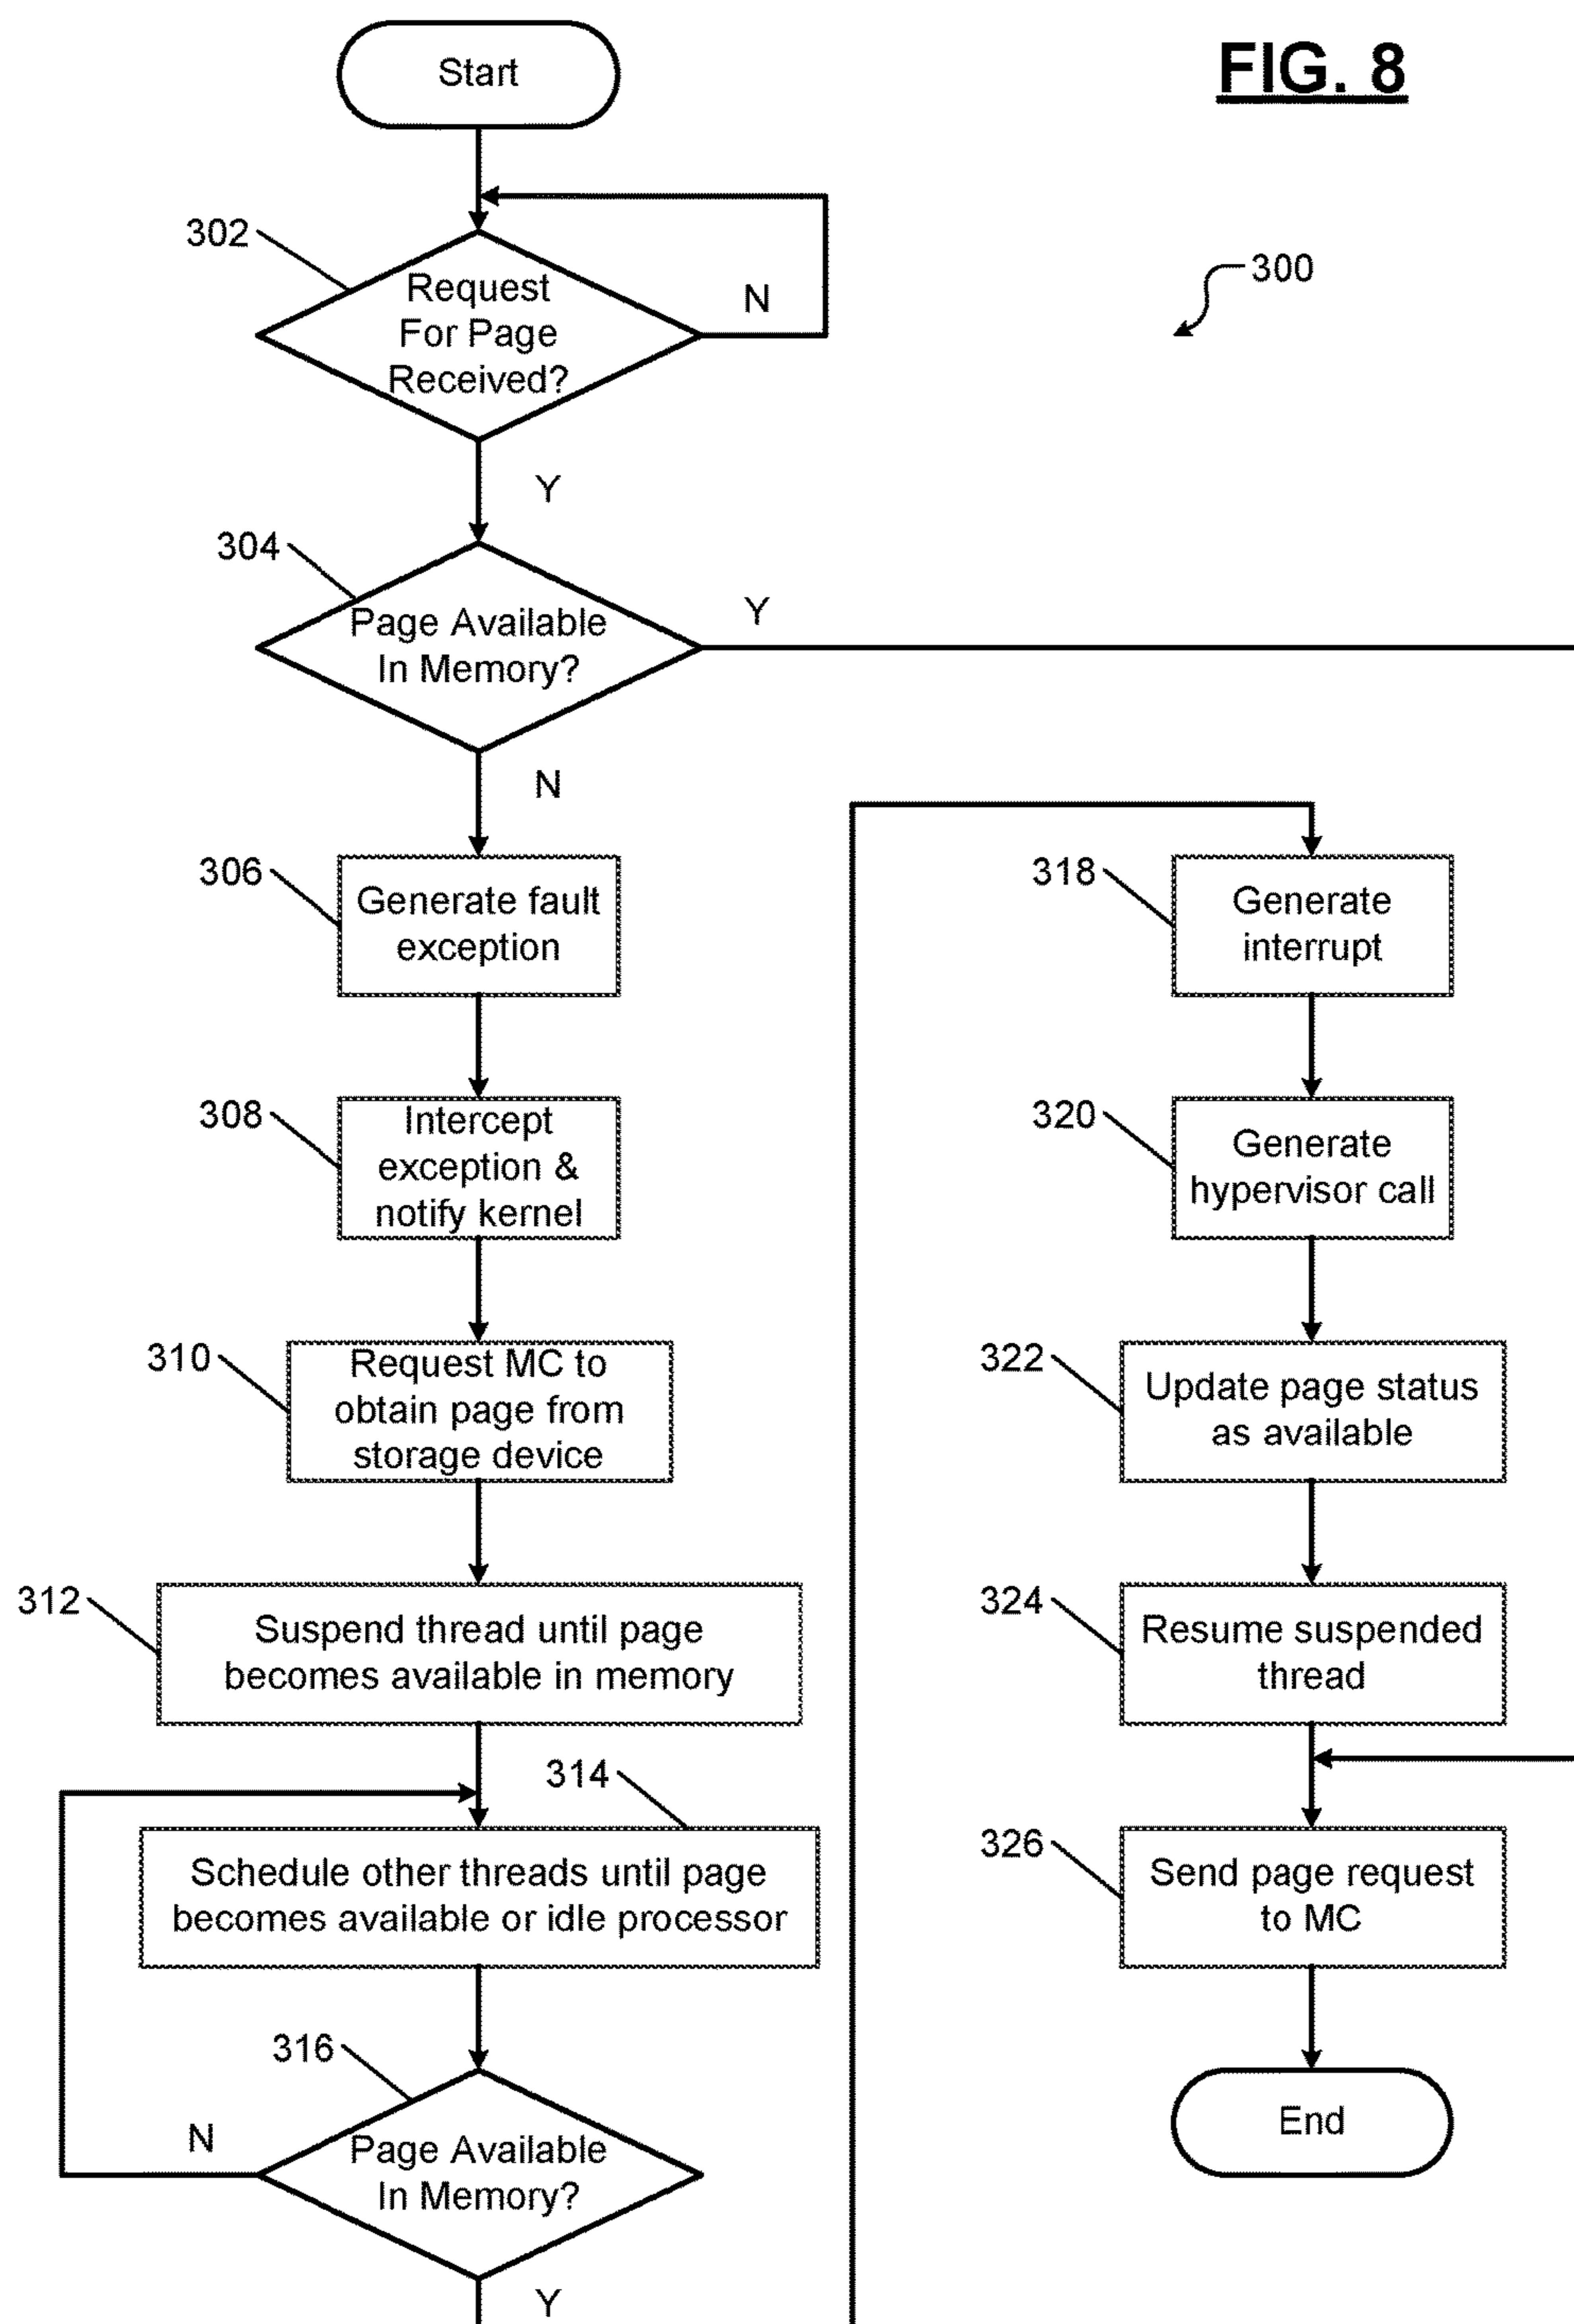 FIG. 8
Start
300
302
Request
For Page
Received?
N
Y
304
Page Available
In Memory?
Y
N
306
Generate fault
exception
308
Intercept
exception &
notify kernel
310
Request MC to
obtain page from
storage device
312
Suspend thread until page
becomes available in memory
314
Schedule other threads until page
becomes available or idle processor
316
Page Available
In Memory?
N
Y
318
Generate
interrupt
320
Generate
hypervisor call
322
Update page status
as available
324
Resume suspended
thread
326
Send page request
to MC
End